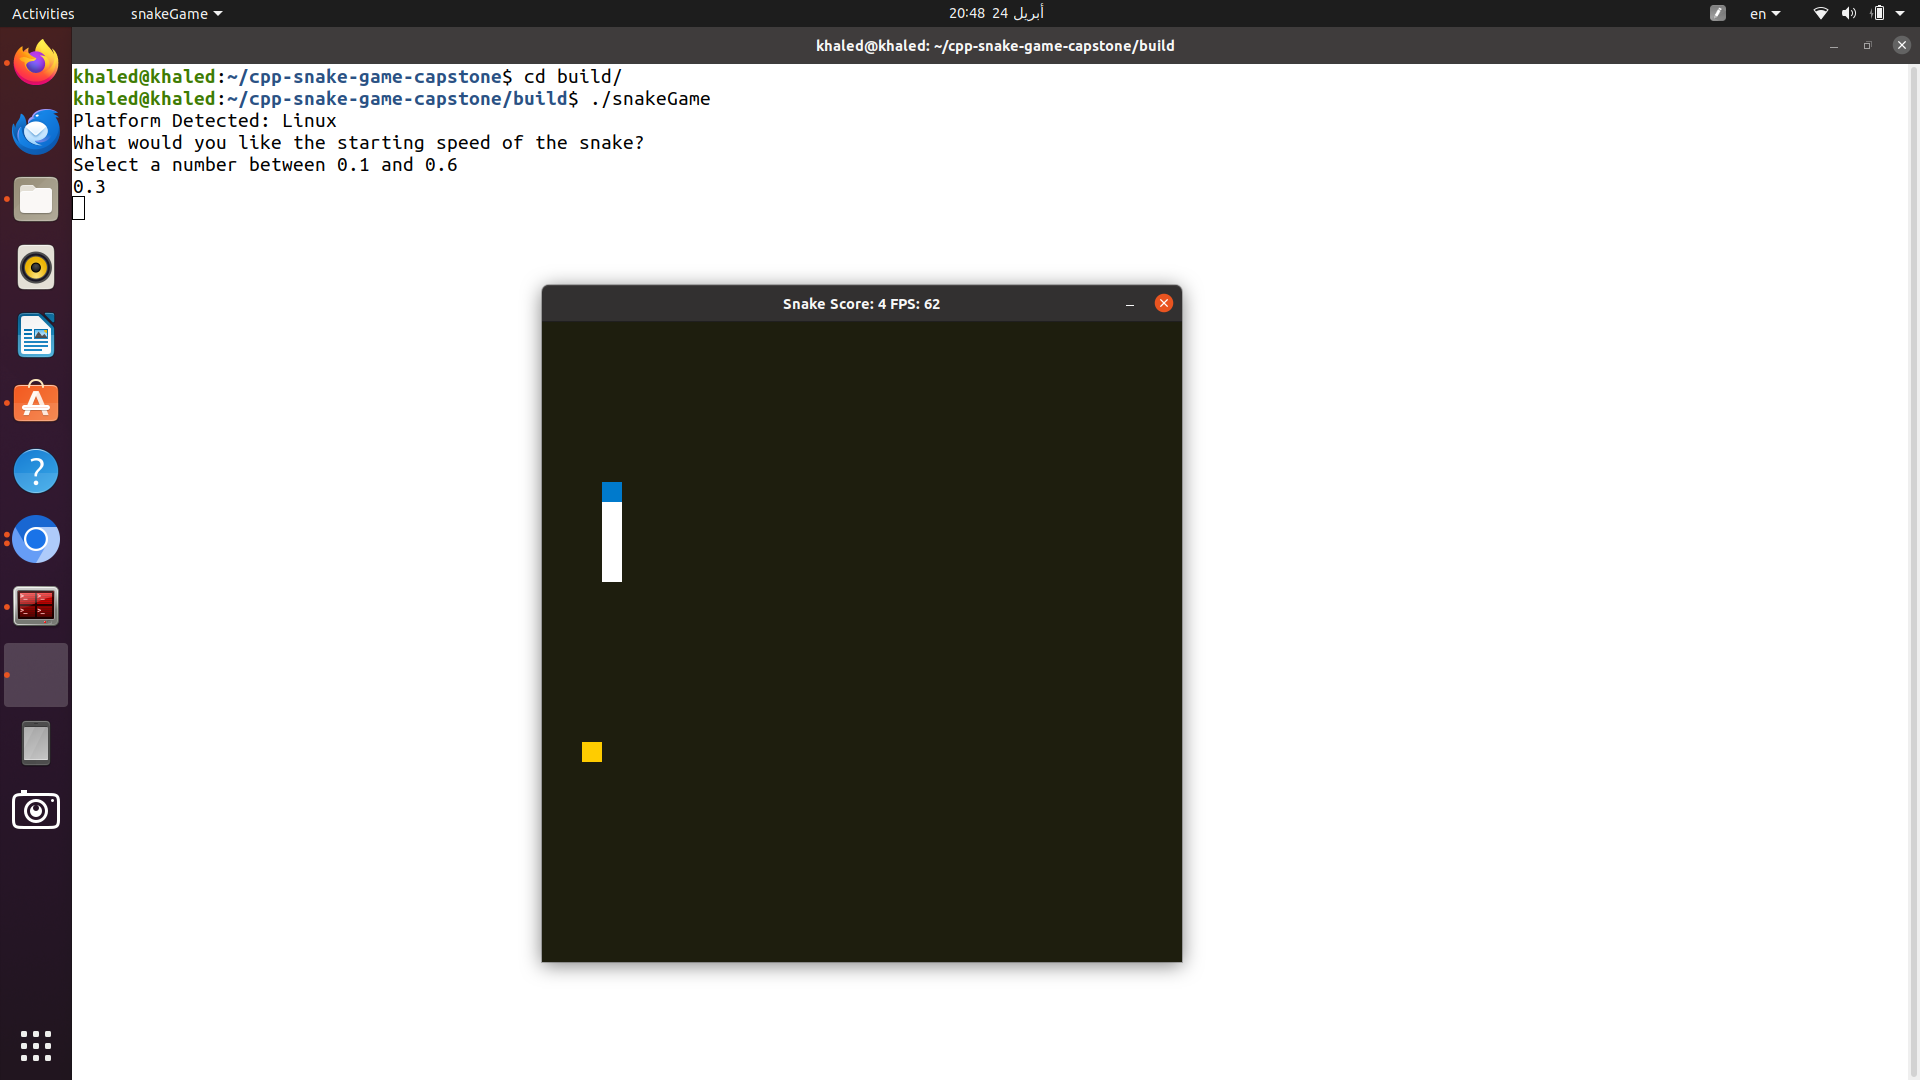 Activities
snakeGame
20:48 24 أبريل
en
khaled@khaled: ~/cpp-snake-game-capstone/build
khaled@khaled:~/cpp-snake-game-capstone$ cd build/
khaled@khaled:~/cpp-snake-game-capstone/build$ ./snakeGame
Platform Detected: Linux
What would you like the starting speed of the snake?
Select a number between 0.1 and 0.6
0.3
Snake Score: 4 FPS: 62